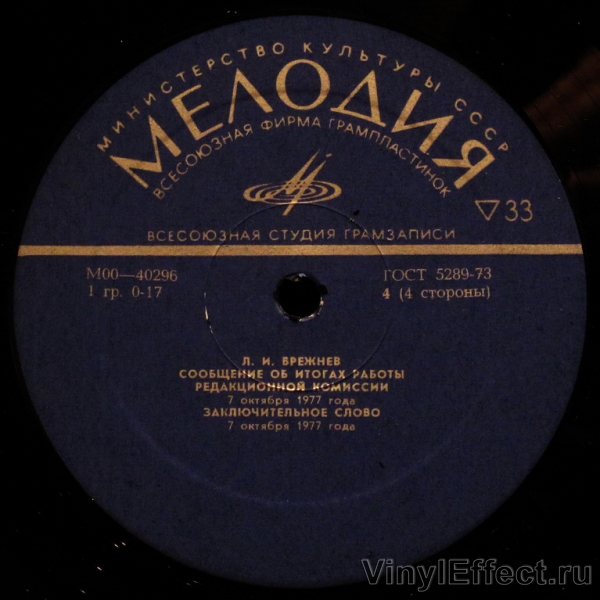 МИНИСТЕРСТВО КУЛЬТУРЫ СССР
МЕЛОДИЯ
ВСЕСОЮЗНАЯ ФИРМА ГРАМПЛАСТИНОК
33
ВСЕСОЮЗНАЯ СТУДИЯ ГРАМЗАПИСИ
М00—40296 ГОСТ 5289-73
1 гр. 0-17 4 (4 стороны)
Л. И. БРЕЖНЕВ
СООБЩЕНИЕ ОБ ИТОГАХ РАБОТЫ
РЕДАКЦИОННОЙ КОМИССИИ
7 октября 1977 года
ЗАКЛЮЧИТЕЛЬНОЕ СЛОВО
7 октября 1977 года
VinylEffect.ru